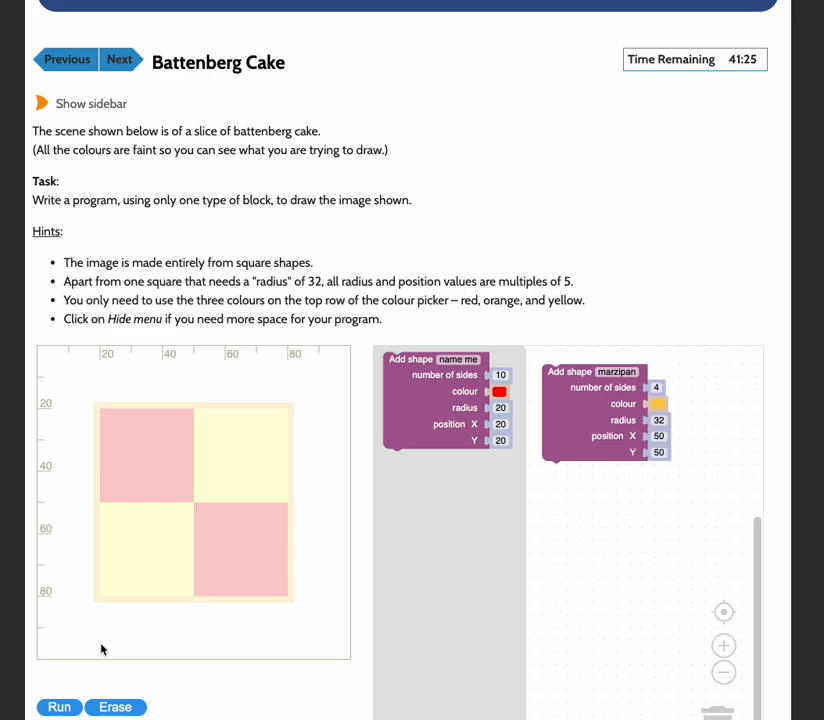 Previous Next Battenberg Cake Time Remaining 41:25
Show sidebar
The scene shown below is of a slice of battenberg cake.
(All the colours are faint so you can see what you are trying to draw.)
Task:
Write a program, using only one type of block, to draw the image shown.
Hints:
• The image is made entirely from square shapes.
• Apart from one square that needs a "radius" of 32, all radius and position values are multiples of 5.
• You only need to use the three colours on the top row of the colour picker – red, orange, and yellow.
• Click on Hide menu if you need more space for your program.
20 40 60 80
20
40
60
80
Add shape name me
number of sides 10
colour
radius 20
position X 20
Y 20
Add shape marzipan
number of sides 4
colour
radius 32
position X 50
Y 50
Run Erase